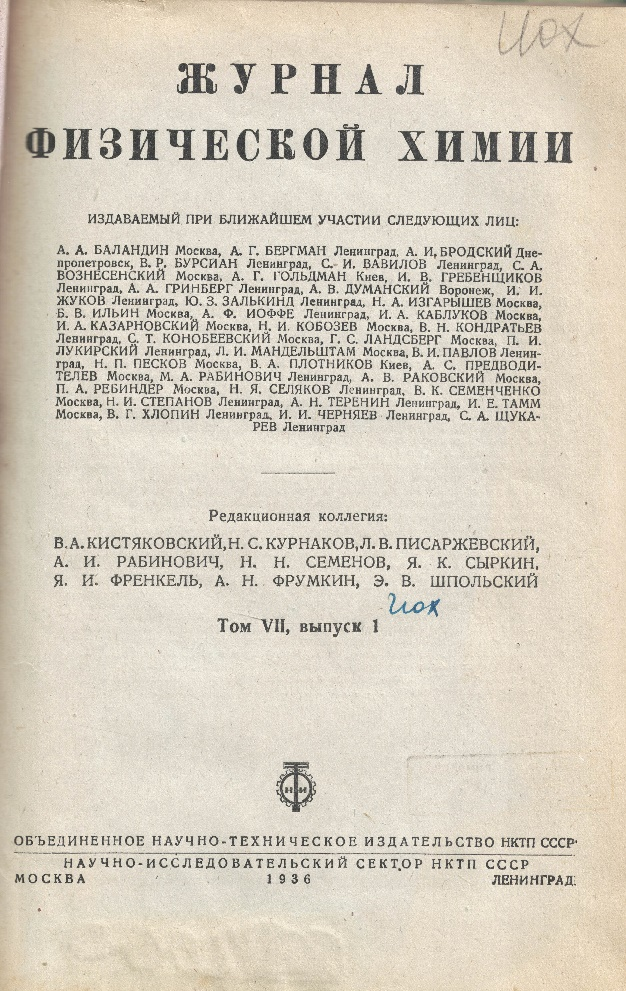 Иох
ЖУРНАЛ
ФИЗИЧЕСКОЙ ХИМИИ
ИЗДАВАЕМЫЙ ПРИ БЛИЖАЙШЕМ УЧАСТИИ СЛЕДУЮЩИХ ЛИЦ:
А. А. БАЛАНДИН Москва, А. Г. БЕРГМАН Ленинград, А. И. БРОДСКИЙ Дне-
пропетровск, В. Р. БУРСИАН Ленинград, С. И. ВАВИЛОВ Ленинград, С. А.
ВОЗНЕСЕНСКИЙ Москва, А. Г. ГОЛЬДМАН Киев, И. В. ГРЕБЕНЩИКОВ
Ленинград, А. А. ГРИНБЕРГ Ленинград, А. В. ДУМАНСКИЙ Воронеж, И. И.
ЖУКОВ Ленинград, Ю. З. ЗАЛЬКИНД Ленинград, Н. А. ИЗГАРЫШЕВ Москва,
Б. В. ИЛЬИН Москва, А. Ф. ИОФФЕ Ленинград, И. А. КАБЛУКОВ Москва,
И. А. КАЗАРНОВСКИЙ Москва, Н. И. КОБОЗЕВ Москва, В. Н. КОНДРАТЬЕВ
Ленинград, С. Т. КОНОБЕЕВСКИЙ Москва, Г. С. ЛАНДСБЕРГ Москва, П. И.
ЛУКИРСКИЙ Ленинград, Л. И. МАНДЕЛЬШТАМ Москва, В. И. ПАВЛОВ Ленин-
град, Н. П. ПЕСКОВ Москва, В. А. ПЛОТНИКОВ Киев, А. С. ПРЕДВОДИ-
ТЕЛЕВ Москва, М. А. РАБИНОВИЧ Ленинград, А. В. РАКОВСКИЙ Москва,
П. А. РЕБИНДЕР Москва, Н. Я. СЕЛЯКОВ Ленинград, В. К. СЕМЕНЧЕНКО
Москва, Н. И. СТЕПАНОВ Ленинград, А. Н. ТЕРЕНИН Ленинград, И. Е. ТАММ
Москва, В. Г. ХЛОПИН Ленинград, И. И. ЧЕРНЯЕВ Ленинград, С. А. ЩУКА-
РЕВ Ленинград
Редакционная коллегия:
В. А. КИСТЯКОВСКИЙ, Н. С. КУРНАКОВ, Л. В. ПИСАРЖЕВСКИЙ,
А. И. РАБИНОВИЧ, Н. Н. СЕМЕНОВ, Я. К. СЫРКИН,
Я. И. ФРЕНКЕЛЬ, А. Н. ФРУМКИН, Э. В. ШПОЛЬСКИЙ
Иох
Том VII, выпуск 1
НИ
ОБЪЕДИНЕННОЕ НАУЧНО-ТЕХНИЧЕСКОЕ ИЗДАТЕЛЬСТВО НКТП СССР
НАУЧНО-ИССЛЕДОВАТЕЛЬСКИЙ СЕКТОР НКТП СССР
МОСКВА 1936 ЛЕНИНГРАД